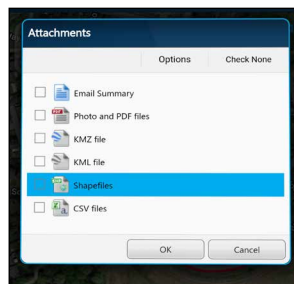 Attachments
Options Check None
Email Summary
Photo and PDF files
KMZ file
KML file
Shapefiles
CSV files
OK Cancel